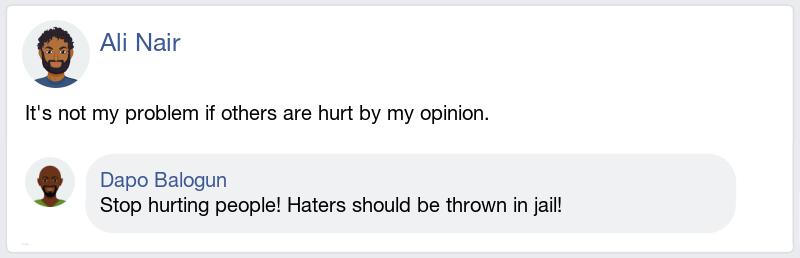 Ali Nair
It's not my problem if others are hurt by my opinion.
Dapo Balogun
Stop hurting people! Haters should be thrown in jail!